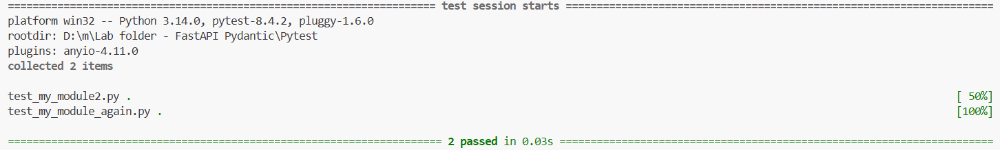 ============================================================================= test session starts =============================================================================
platform win32 -- Python 3.14.0, pytest-8.4.2, pluggy-1.6.0
rootdir: D:\m\Lab folder - FastAPI Pydantic\Pytest
plugins: anyio-4.11.0
collected 2 items
test_my_module2.py . [ 50%]
test_my_module_again.py . [100%]
============================================================================== 2 passed in 0.03s ==============================================================================